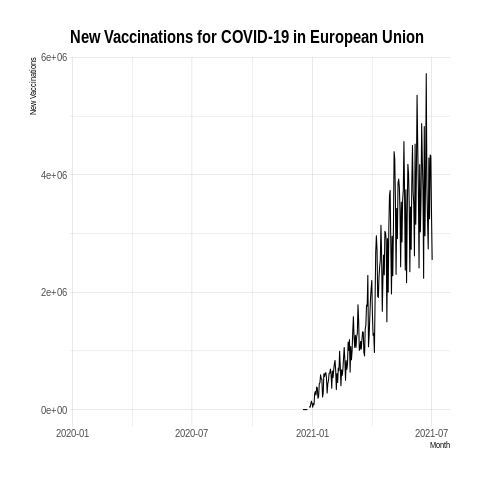 New Vaccinations for COVID-19 in European Union
New Vaccinations
6e+06
4e+06
2e+06
0e+00
2020-01 2020-07 2021-01 2021-07
Month